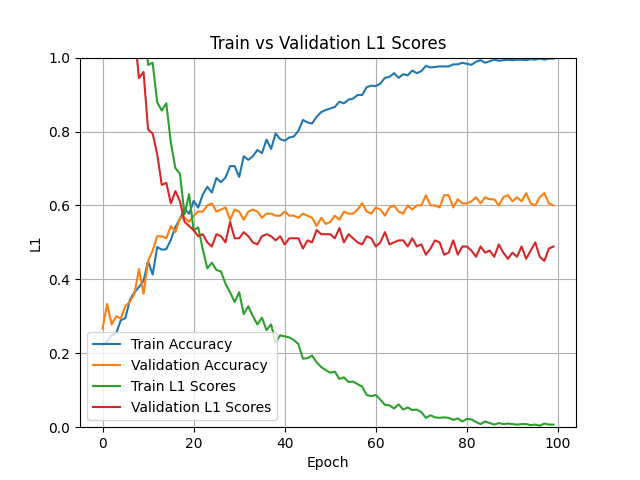 Train vs Validation L1 Scores
1.0
0.8
0.6
0.4
0.2
0.0
L1
Train Accuracy
Validation Accuracy
Train L1 Scores
Validation L1 Scores
0 20 40 60 80 100
Epoch